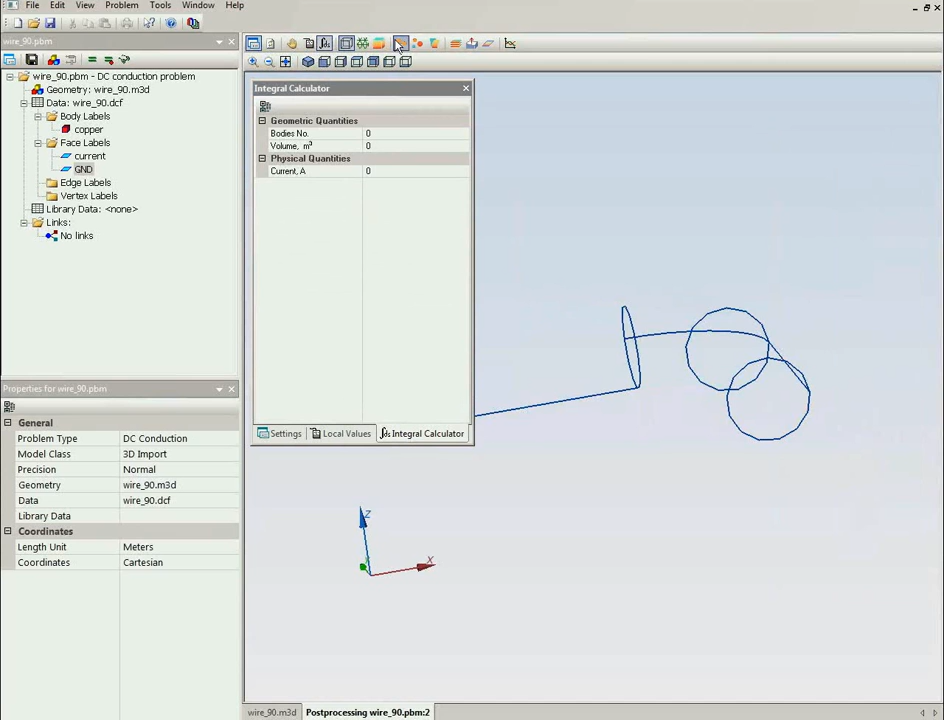 File Edit View Problem Tools Window Help
wire_90.pbm
wire_90.pbm - DC conduction problem
Geometry: wire_90.m3d
Data: wire_90.dcf
Body Labels
copper
Face Labels
current
GND
Edge Labels
Vertex Labels
Library Data: <none>
Links:
No links
Properties for wire_90.pbm
General
Problem Type DC Conduction
Model Class 3D Import
Precision Normal
Geometry wire_90.m3d
Data wire_90.dcf
Library Data
Coordinates
Length Unit Meters
Coordinates Cartesian
Integral Calculator
Geometric Quantities
Bodies No. 0
Volume, m³ 0
Physical Quantities
Current, A 0
Settings Local Values Integral Calculator
Z
X
wire_90.m3d Postprocessing wire_90.pbm:2